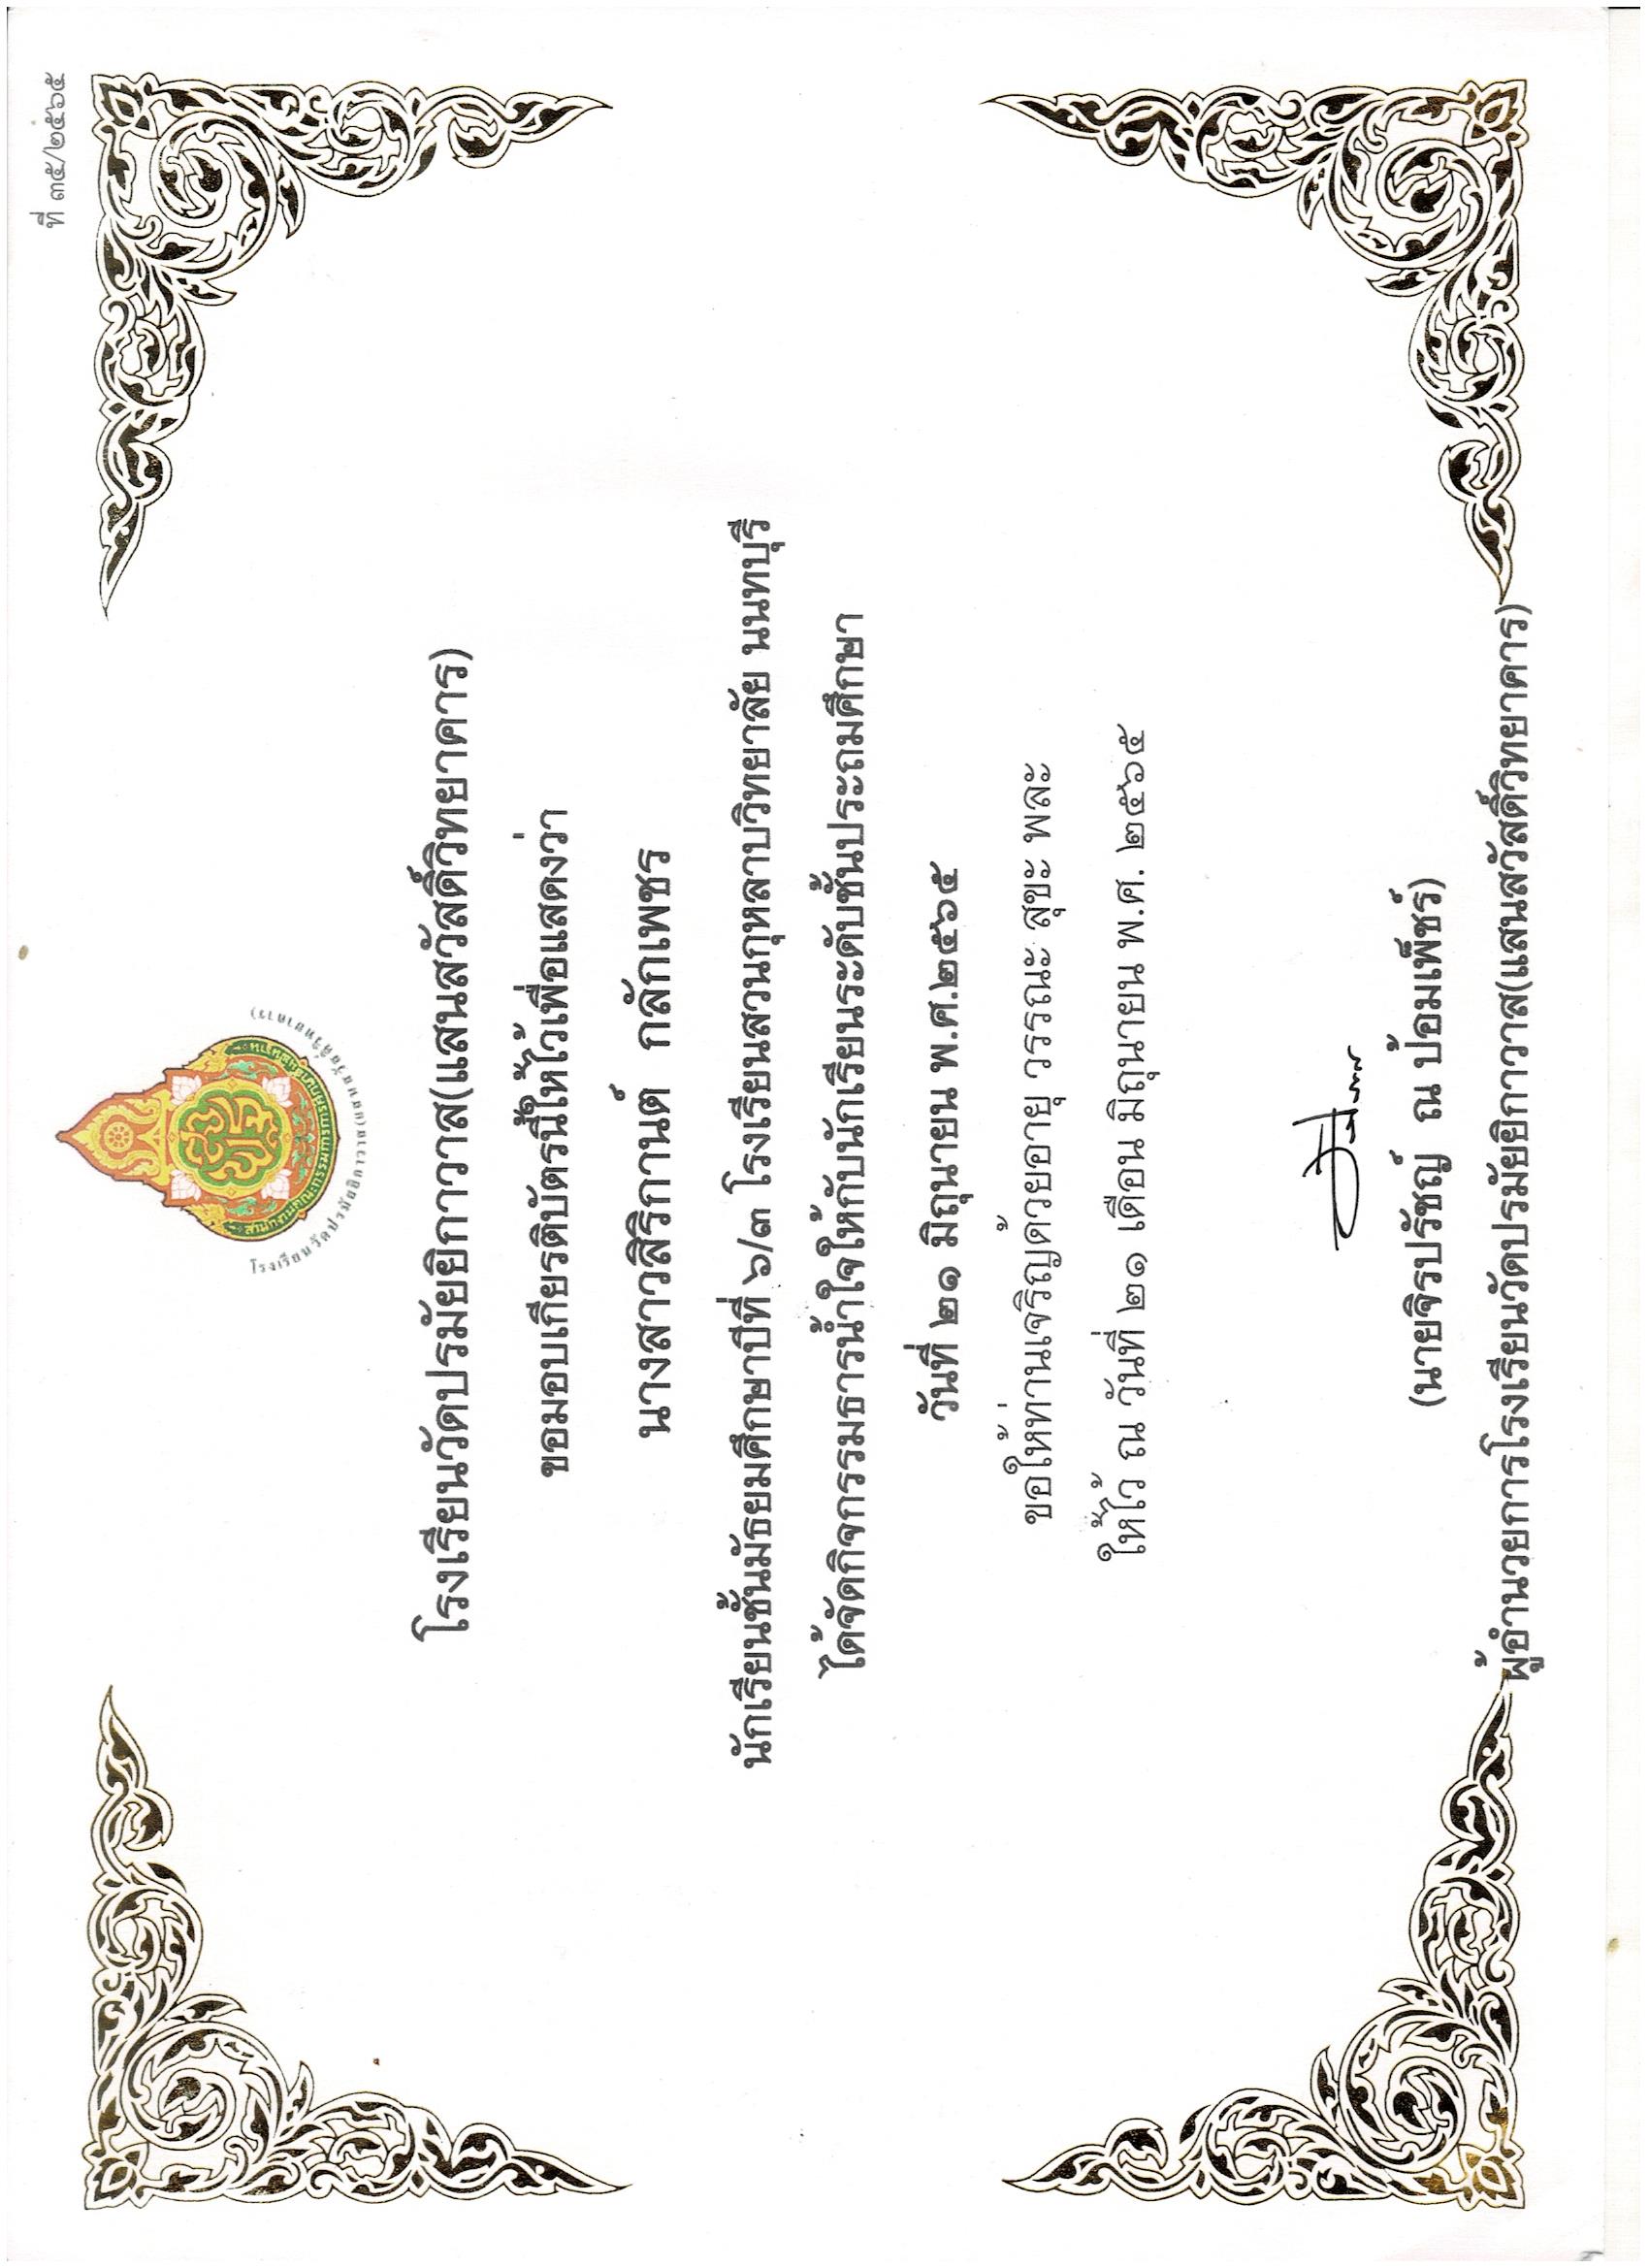 ที่ ๓๕/๒๕๖๕
สำนักงานคณะกรรมการการศึกษาขั้นพื้นฐาน
โรงเรียนวัดปรมัยยิกาวาส(แสนสวัสดิ์วิทยาคาร)
โรงเรียนวัดปรมัยยิกาวาส(แสนสวัสดิ์วิทยาคาร)
ขอมอบเกียรติบัตรนี้ให้ไว้เพื่อแสดงว่า
นางสาวสิริกานต์ กลักเพชร
นักเรียนชั้นมัธยมศึกษาปีที่ ๖/๓ โรงเรียนสวนกุหลาบวิทยาลัย นนทบุรี
ได้จัดกิจกรรมธารน้ำใจให้กับนักเรียนระดับชั้นประถมศึกษา
วันที่ ๒๑ มิถุนายน พ.ศ.๒๕๖๕
ขอให้ท่านเจริญด้วยอายุ วรรณะ สุขะ พละ
ให้ไว้ ณ วันที่ ๒๑ เดือน มิถุนายน พ.ศ. ๒๕๖๕
(นายจิรปรัชญ์ ณ ป้อมเพ็ชร์)
ผู้อำนวยการโรงเรียนวัดปรมัยยิกาวาส(แสนสวัสดิ์วิทยาคาร)